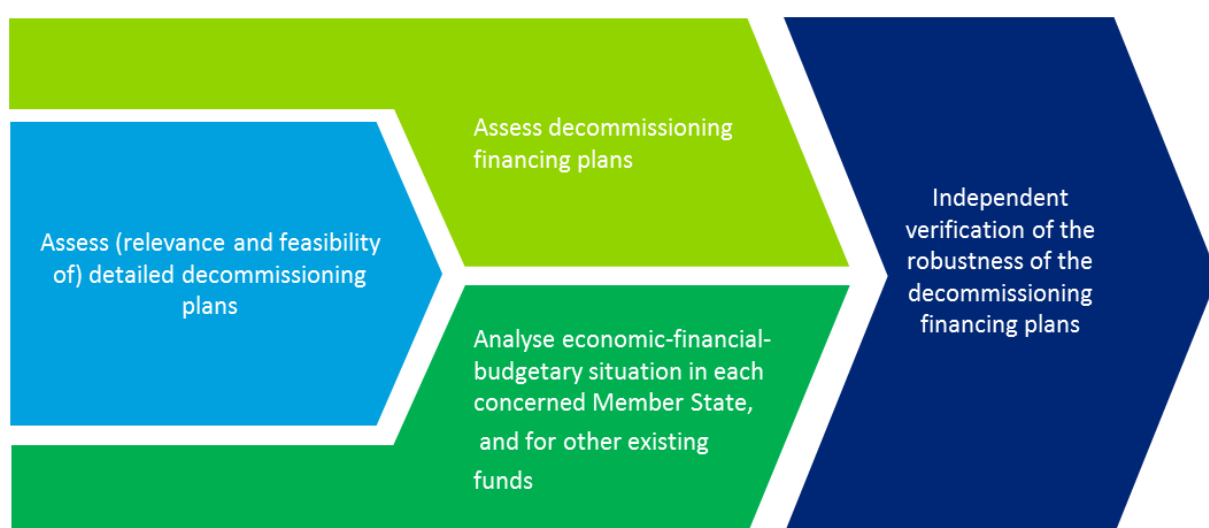 Assess (relevance and feasibility
of) detailed decommissioning
plans
Assess decommissioning
financing plans
Analyse economic-financial-
budgetary situation in each
concerned Member State,
and for other existing
funds
Independent
verification of the
robustness of the
decommissioning
financing plans